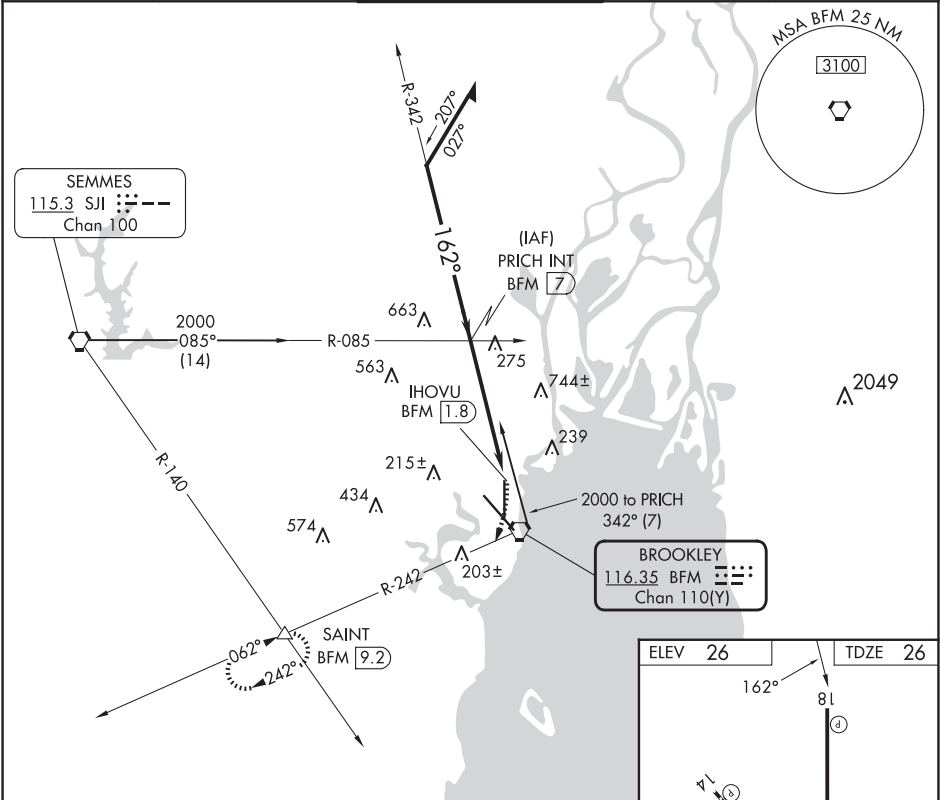 MSA BFM 25 NM
3100
R-342
207°
027°
SEMMES
115.3 SJI
Chan 100
162°
(IAF)
PRICH INT
BFM 7
663
2000
085°
(14)
R-085
275
563
744±
2049
IHOVU
BFM 1.8
239
R-140
215±
434
2000 to PRICH
342° (7)
574
BROOKLEY
116.35 BFM
Chan 110(Y)
203±
R-242
SAINT
BFM 9.2
062°
242°
ELEV 26
TDZE 26
162°
18
P
14
P